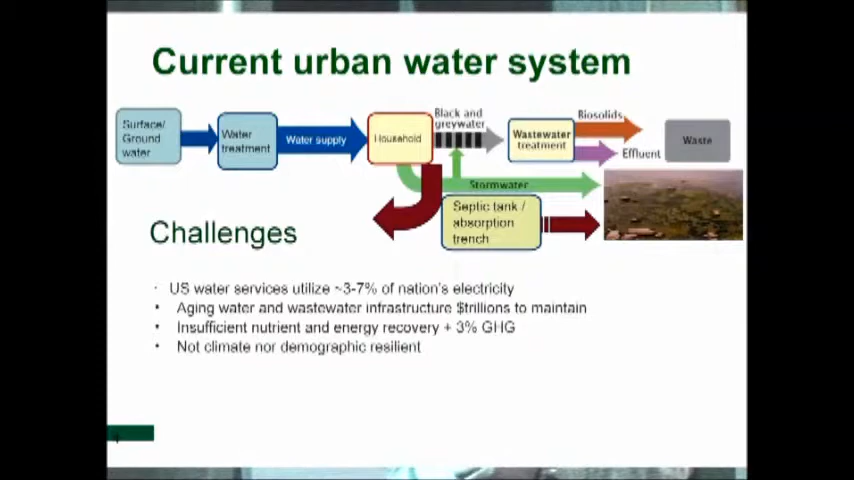 Current urban water system
Surface/
Ground
water
Water
treatment
Water supply
Household
Black and
greywater
Wastewater
treatment
Biosolids
Effluent
Waste
Stormwater
Septic tank /
absorption
trench
Challenges
· US water services utilize ~3-7% of nation's electricity
• Aging water and wastewater infrastructure $trillions to maintain
• Insufficient nutrient and energy recovery + 3% GHG
• Not climate nor demographic resilient